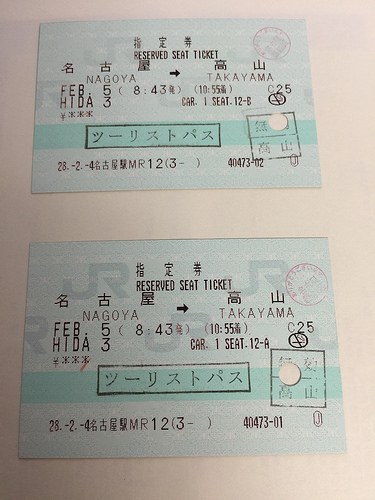 指定券
RESERVED SEAT TICKET
名古屋 ➡ 高山
NAGOYA TAKAYAMA
FEB. 5 ( 8:43発) (10:55着) C25
HIDA 3 CAR. 1 SEAT.12-B
¥***
ツーリストパス
無
高山
28.-2.-4名古屋駅MR12(3- ) 40473-02
JR
指定券
RESERVED SEAT TICKET
名古屋 ➡ 高山
NAGOYA TAKAYAMA
FEB. 5 ( 8:43発) (10:55着) C25
HIDA 3 CAR. 1 SEAT.12-A
¥***
ツーリストパス
無効
高山
28.-2.-4名古屋駅MR12(3- ) 40473-01